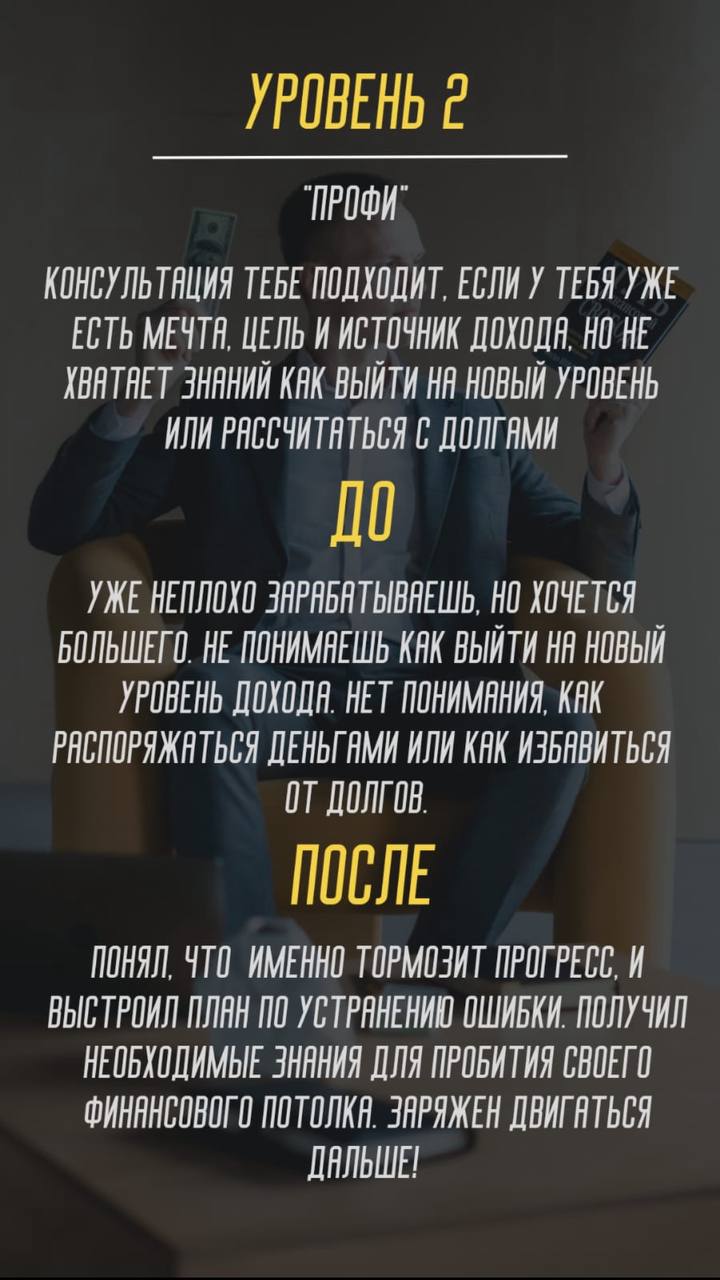 УРОВЕНЬ 2
"ПРОФИ"
КОНСУЛЬТАЦИЯ ТЕБЕ ПОДХОДИТ, ЕСЛИ У ТЕБЯ УЖЕ
ЕСТЬ МЕЧТА, ЦЕЛЬ И ИСТОЧНИК ДОХОДА, НО НЕ
ХВАТАЕТ ЗНАНИЙ КАК ВЫЙТИ НА НОВЫЙ УРОВЕНЬ
ИЛИ РАССЧИТАТЬСЯ С ДОЛГАМИ
ДО
УЖЕ НЕПЛОХО ЗАРАБАТЫВАЕШЬ, НО ХОЧЕТСЯ
БОЛЬШЕГО. НЕ ПОНИМАЕШЬ КАК ВЫЙТИ НА НОВЫЙ
УРОВЕНЬ ДОХОДА. НЕТ ПОНИМАНИЯ, КАК
РАСПОРЯЖАТЬСЯ ДЕНЬГАМИ ИЛИ КАК ИЗБАВИТЬСЯ
ОТ ДОЛГОВ.
ПОСЛЕ
ПОНЯЛ, ЧТО ИМЕННО ТОРМОЗИТ ПРОГРЕСС, И
ВЫСТРОИЛ ПЛАН ПО УСТРАНЕНИЮ ОШИБКИ. ПОЛУЧИЛ
НЕОБХОДИМЫЕ ЗНАНИЯ ДЛЯ ПРОБИТИЯ СВОЕГО
ФИНАНСОВОГО ПОТОЛКА. ЗАРЯЖЕН ДВИГАТЬСЯ
ДАЛЬШЕ!